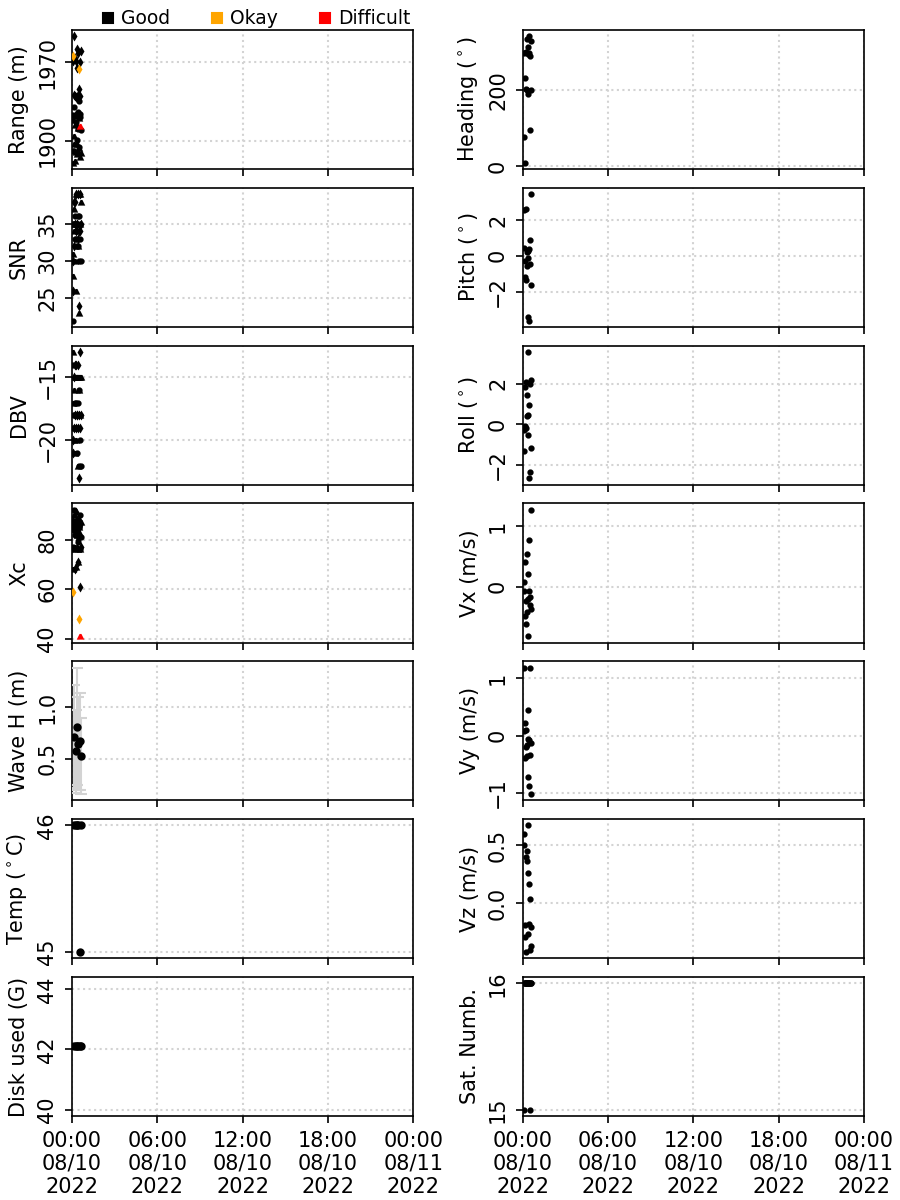 Good Okay Difficult
Range (m) 1970 1900
Heading (°) 200 0
SNR 35 30 25
Pitch (°) 2 0 −2
DBV −15 −20
Roll (°) 2 0 −2
Xc 80 60 40
Vx (m/s) 1 0
Wave H (m) 1.0 0.5
Vy (m/s) 1 0 −1
Temp (°C) 46 45
Vz (m/s) 0.5 0.0
Disk used (G) 44 42 40
Sat. Numb. 16 15
00:00 06:00 12:00 18:00 00:00 00:00 06:00 12:00 18:00 00:00
08/10 08/10 08/10 08/10 08/11 08/10 08/10 08/10 08/10 08/11
2022 2022 2022 2022 2022 2022 2022 2022 2022 2022